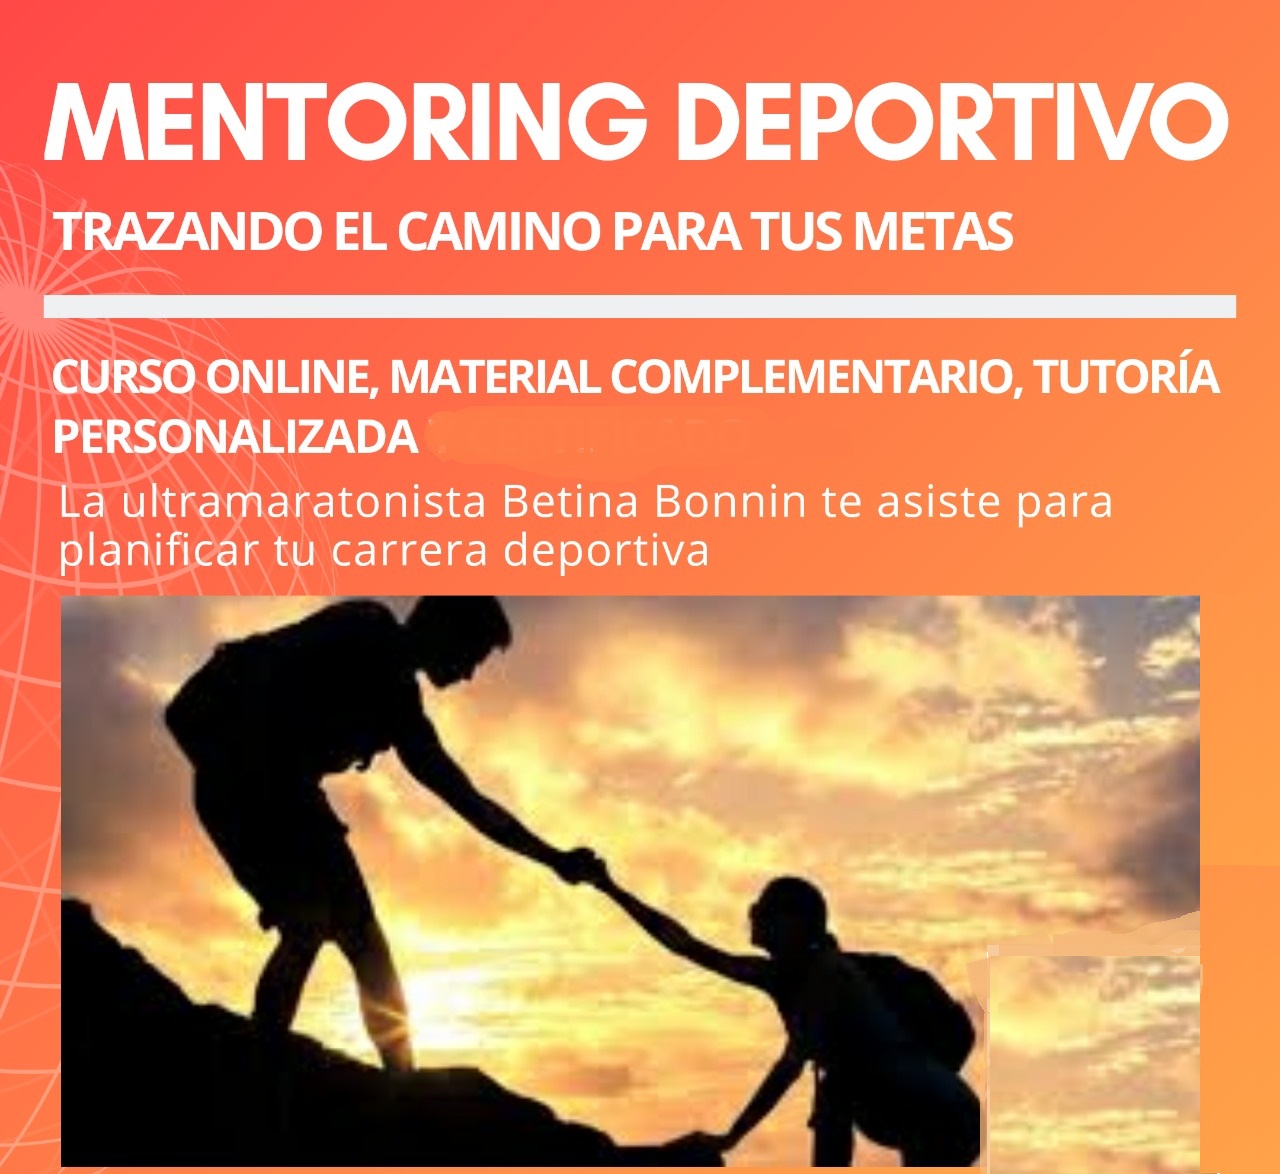 MENTORING DEPORTIVO
TRAZANDO EL CAMINO PARA TUS METAS
CURSO ONLINE, MATERIAL COMPLEMENTARIO, TUTORÍA
PERSONALIZADA
La ultramaratonista Betina Bonnin te asiste para
planificar tu carrera deportiva